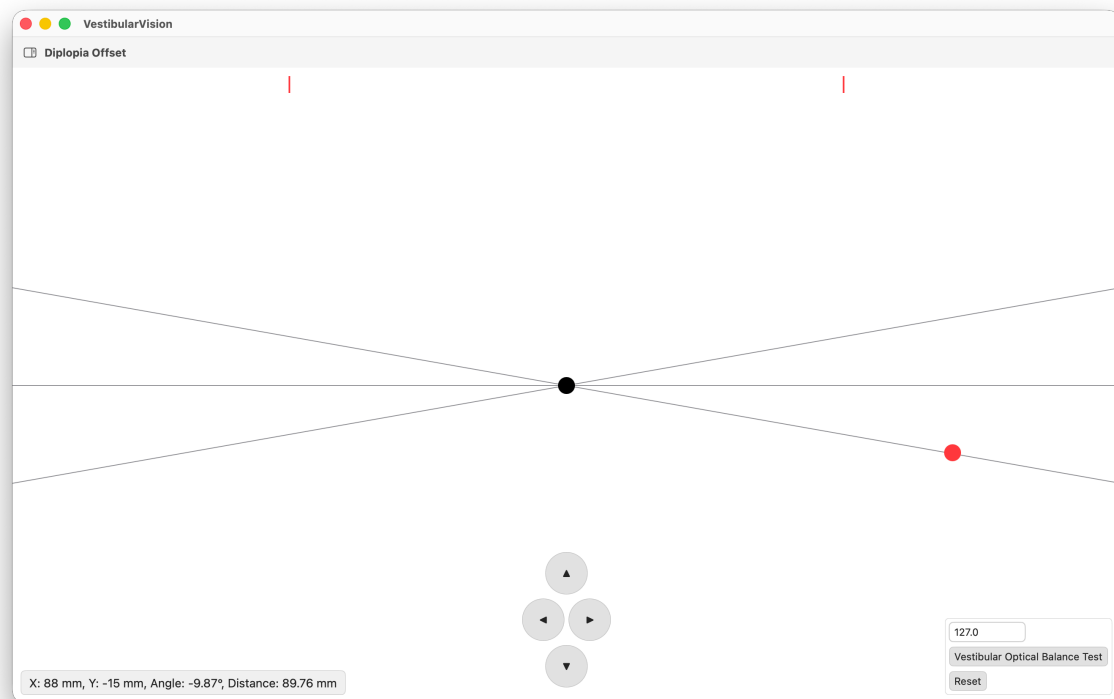 VestibularVision
Diplopia Offset
127.0
Vestibular Optical Balance Test
Reset
X: 88 mm, Y: -15 mm, Angle: -9.87°, Distance: 89.76 mm